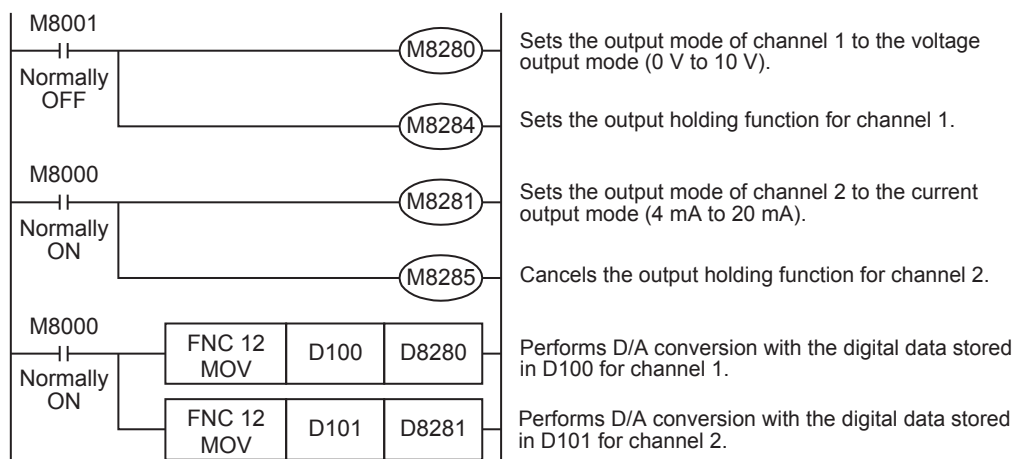 M8001
M8280
Sets the output mode of channel 1 to the voltage
output mode (0 V to 10 V).
Normally
OFF
M8284
Sets the output holding function for channel 1.
M8000
M8281
Sets the output mode of channel 2 to the current
output mode (4 mA to 20 mA).
Normally
ON
M8285
Cancels the output holding function for channel 2.
M8000
FNC 12
MOV
D100
D8280
Performs D/A conversion with the digital data stored
in D100 for channel 1.
Normally
ON
FNC 12
MOV
D101
D8281
Performs D/A conversion with the digital data stored
in D101 for channel 2.